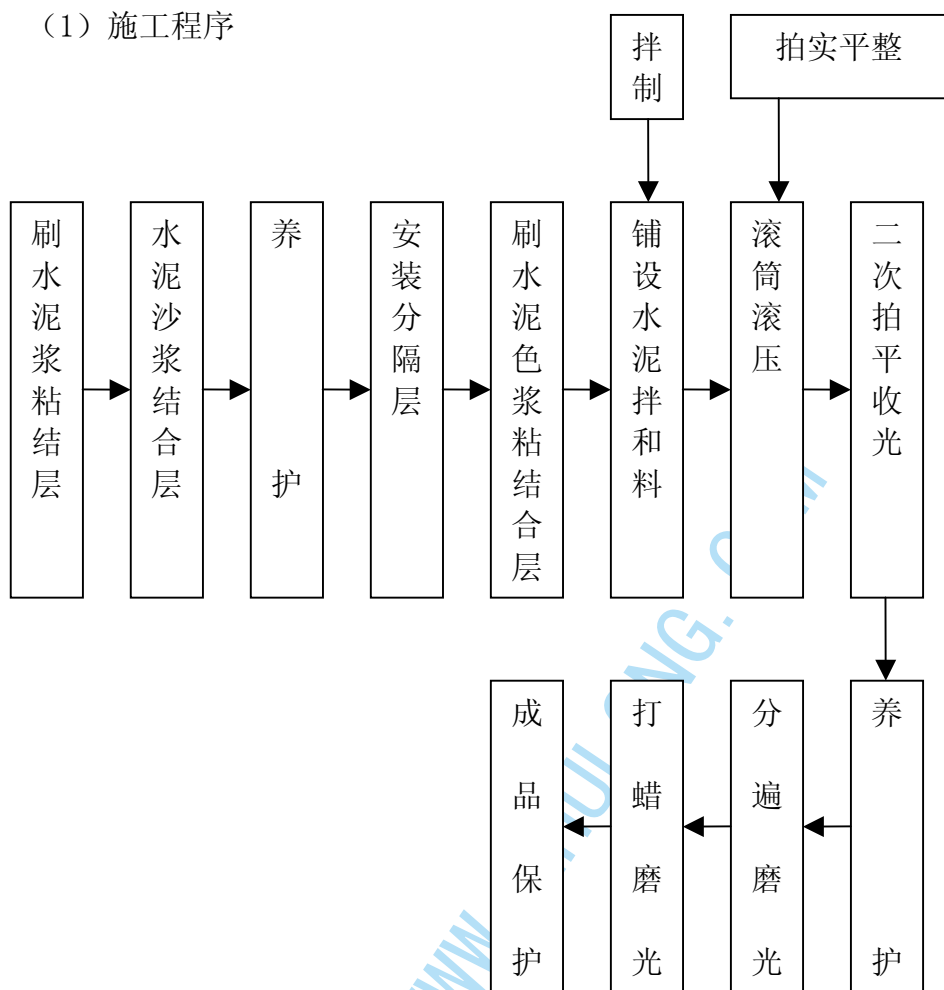 （1）施工程序
拌制
拍实平整
刷水泥浆粘结层
水泥沙浆结合层
养护
安装分隔层
刷水泥色浆粘结合层
铺设水泥拌和料
滚筒滚压
二次拍平收光
成品保护
打蜡磨光
分遍磨光
养护